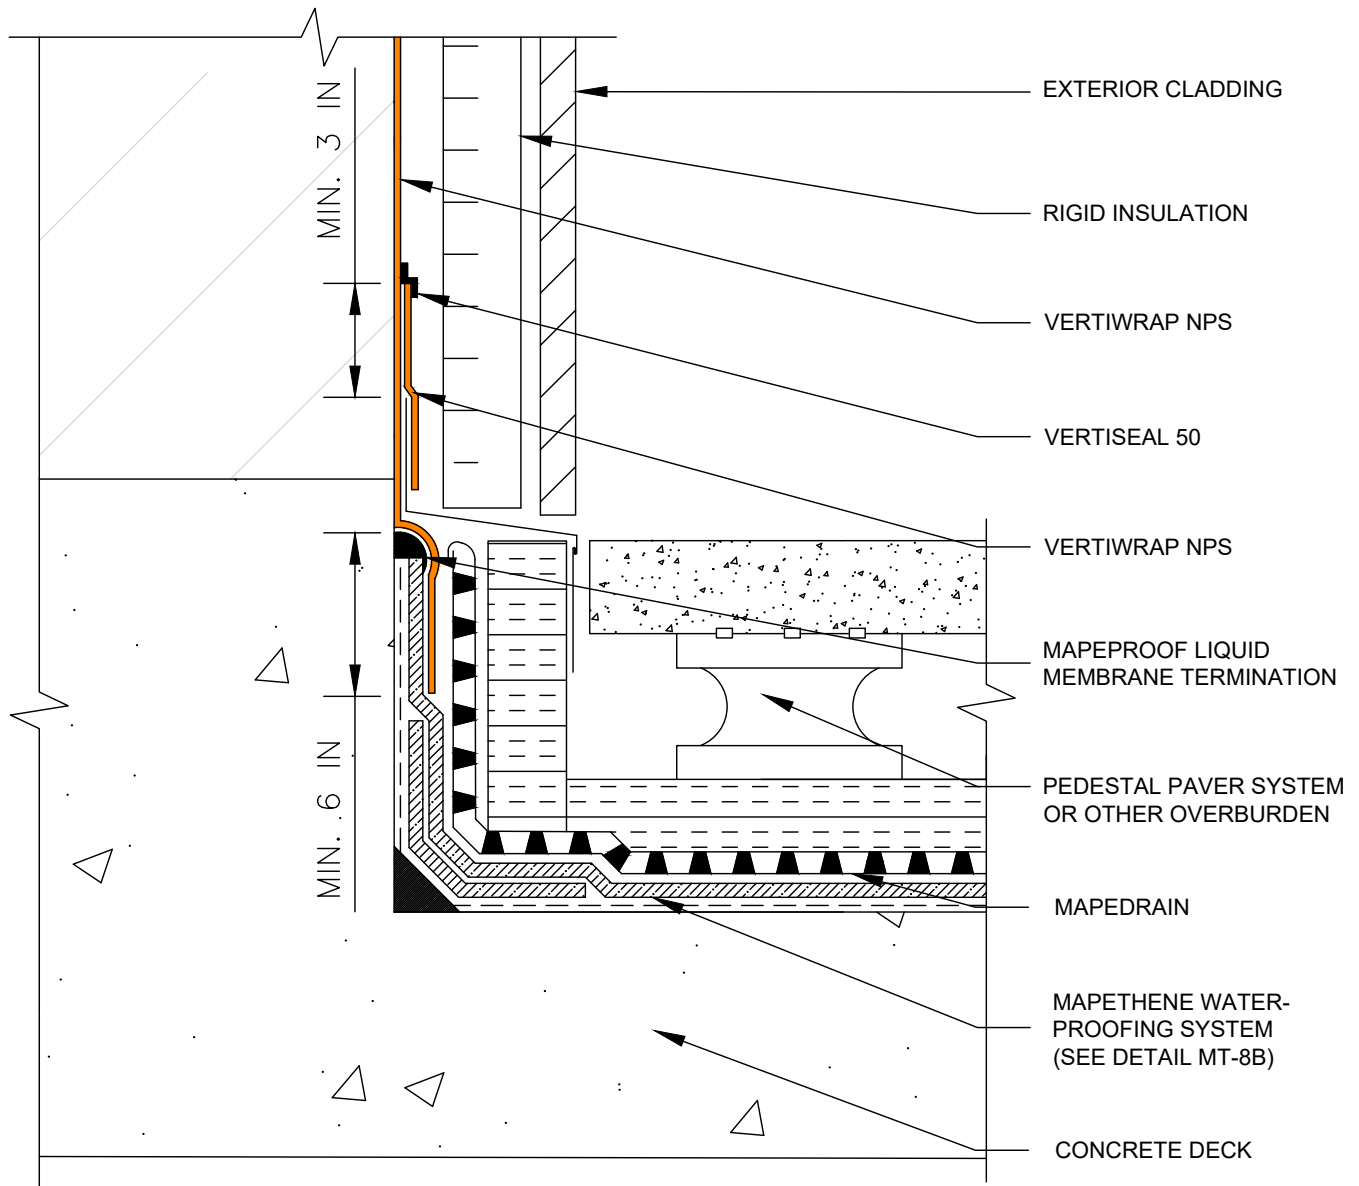 MIN. 3 IN
EXTERIOR CLADDING
RIGID INSULATION
VERTIWRAP NPS
VERTISEAL 50
VERTIWRAP NPS
MAPEPROOF LIQUID
MEMBRANE TERMINATION
MIN. 6 IN
PEDESTAL PAVER SYSTEM
OR OTHER OVERBURDEN
MAPEDRAIN
MAPETHENE WATER-
PROOFING SYSTEM
(SEE DETAIL MT-8B)
CONCRETE DECK